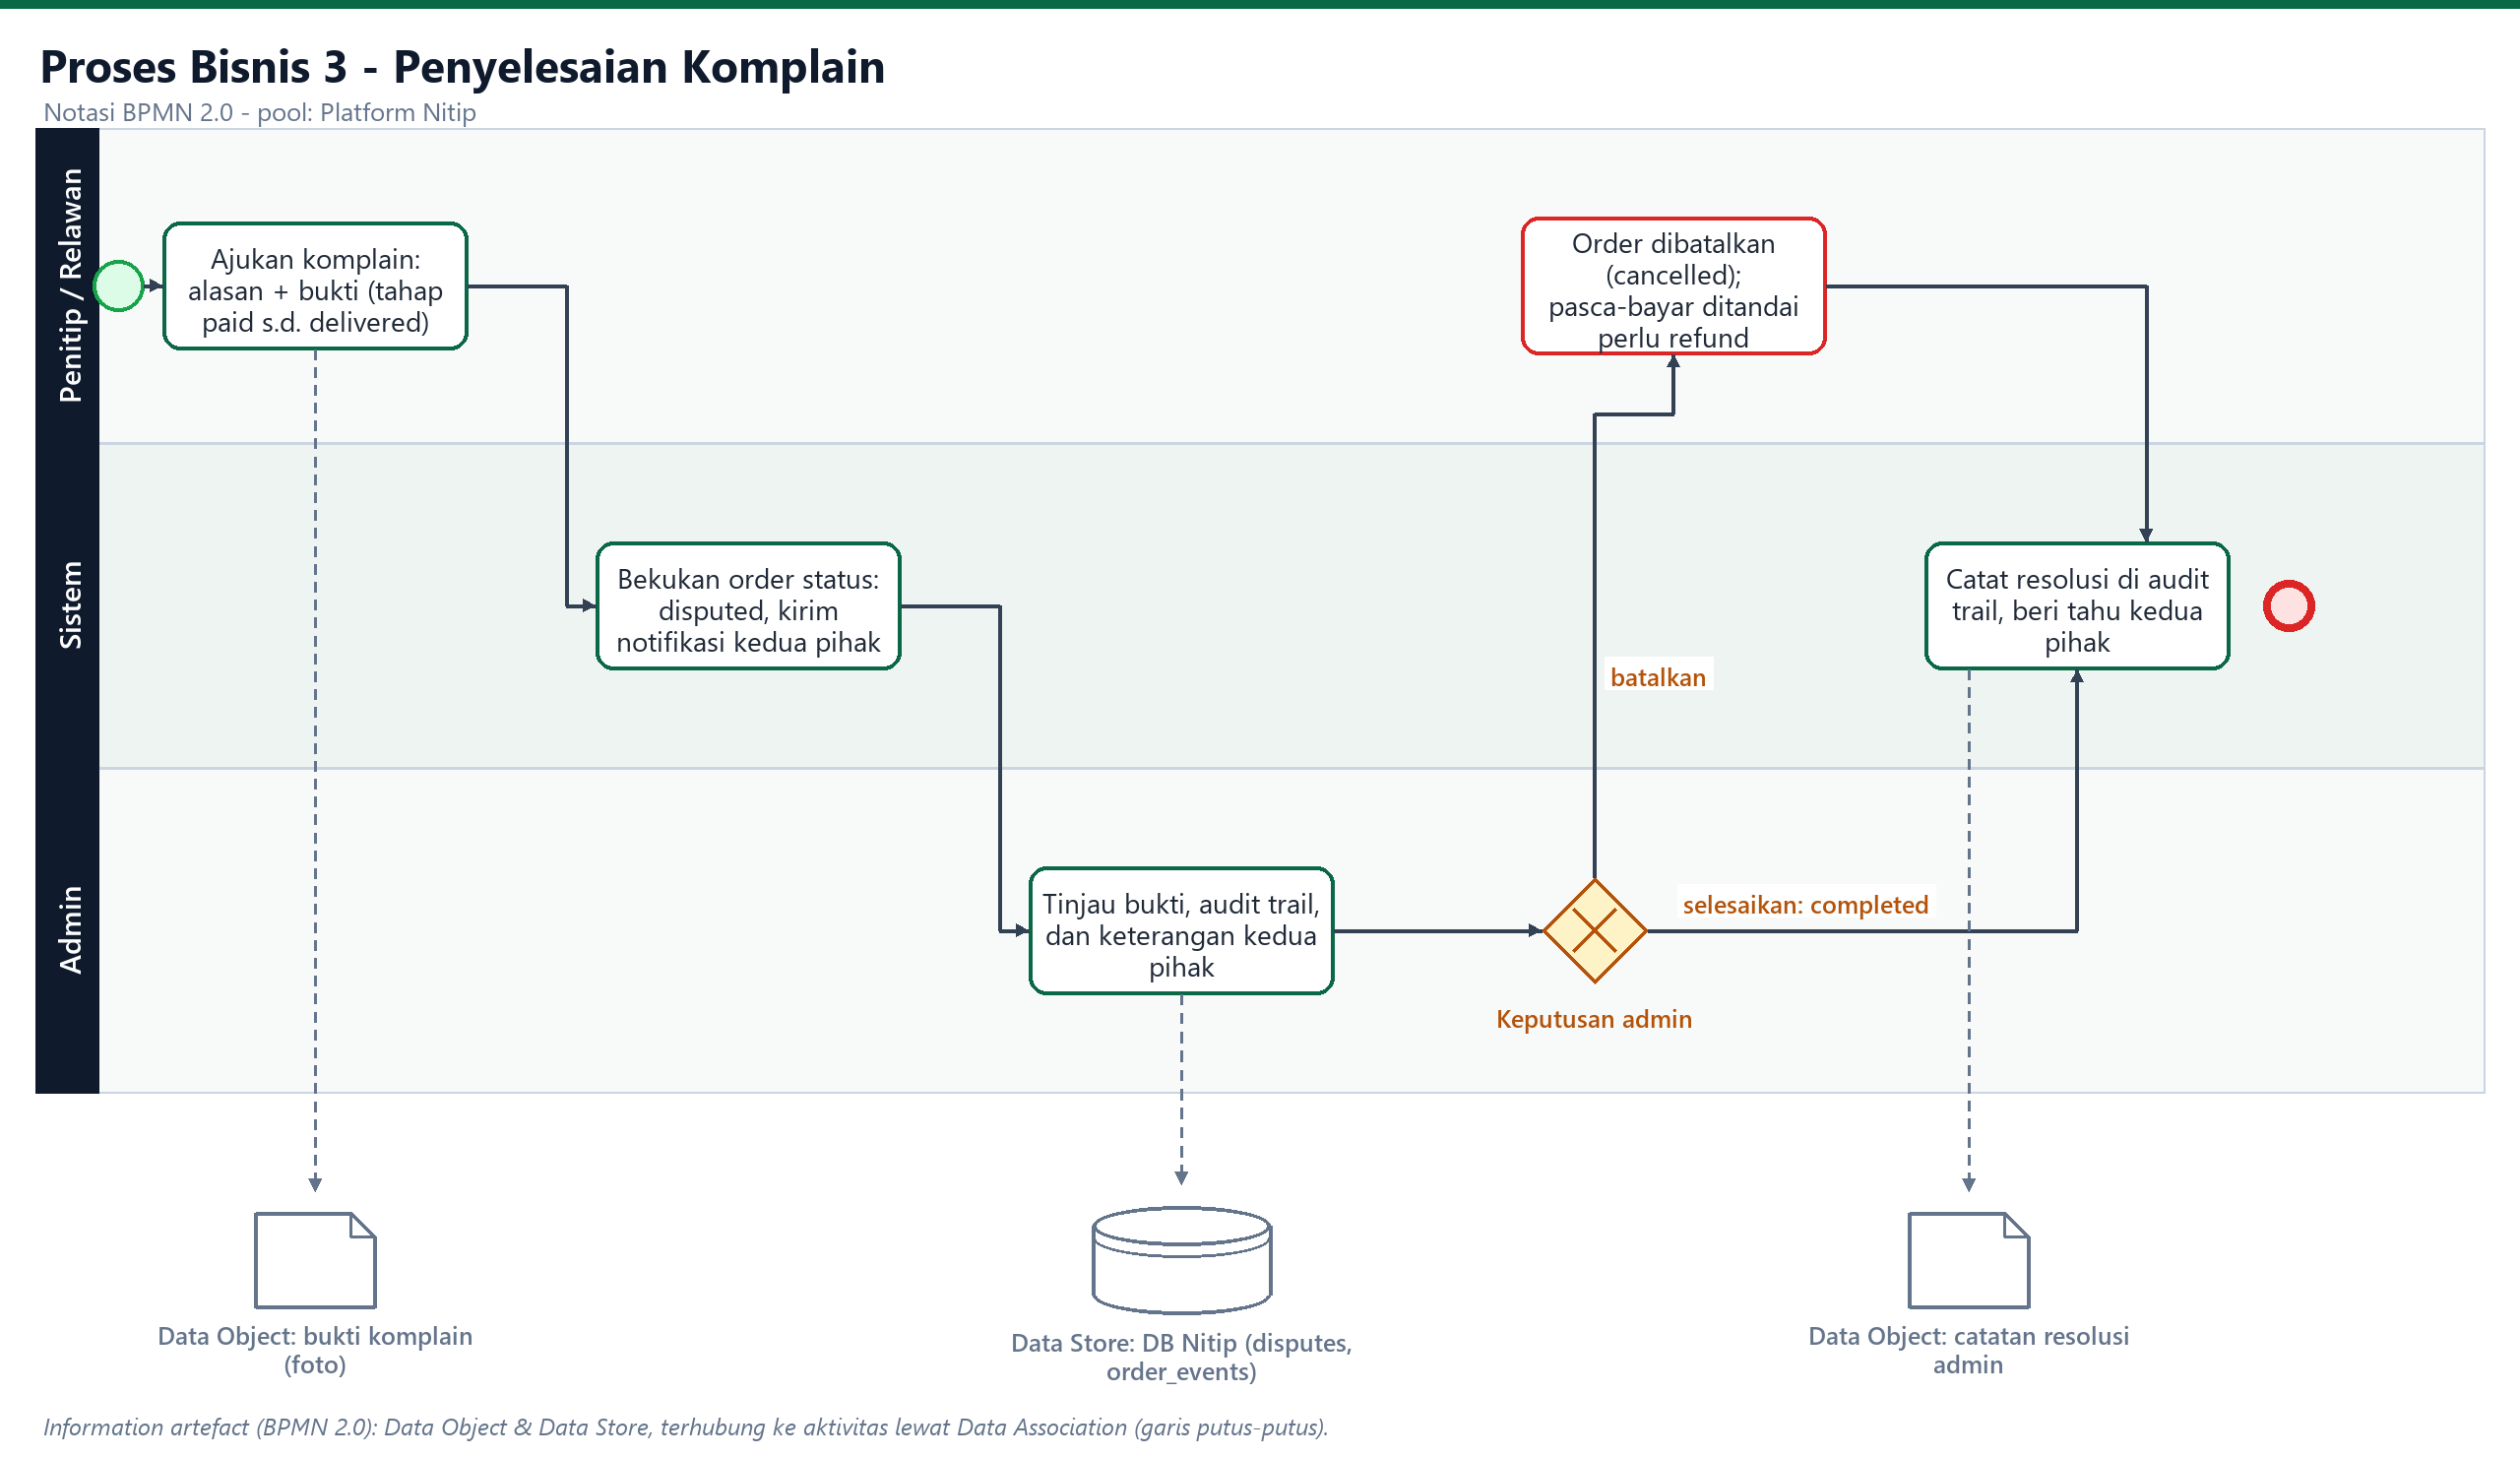 Proses Bisnis 3 - Penyelesaian Komplain
Notasi BPMN 2.0 - pool: Platform Nitip
Penitip / Relawan
Ajukan komplain:
alasan + bukti (tahap
paid s.d. delivered)
Order dibatalkan
(cancelled);
pasca-bayar ditandai
perlu refund
Sistem
Bekukan order status:
disputed, kirim
notifikasi kedua pihak
batalkan
Catat resolusi di audit
trail, beri tahu kedua
pihak
Admin
Tinjau bukti, audit trail,
dan keterangan kedua
pihak
selesaikan: completed
Keputusan admin
Data Object: bukti komplain
(foto)
Data Store: DB Nitip (disputes,
order_events)
Data Object: catatan resolusi
admin
Information artefact (BPMN 2.0): Data Object & Data Store, terhubung ke aktivitas lewat Data Association (garis putus-putus).